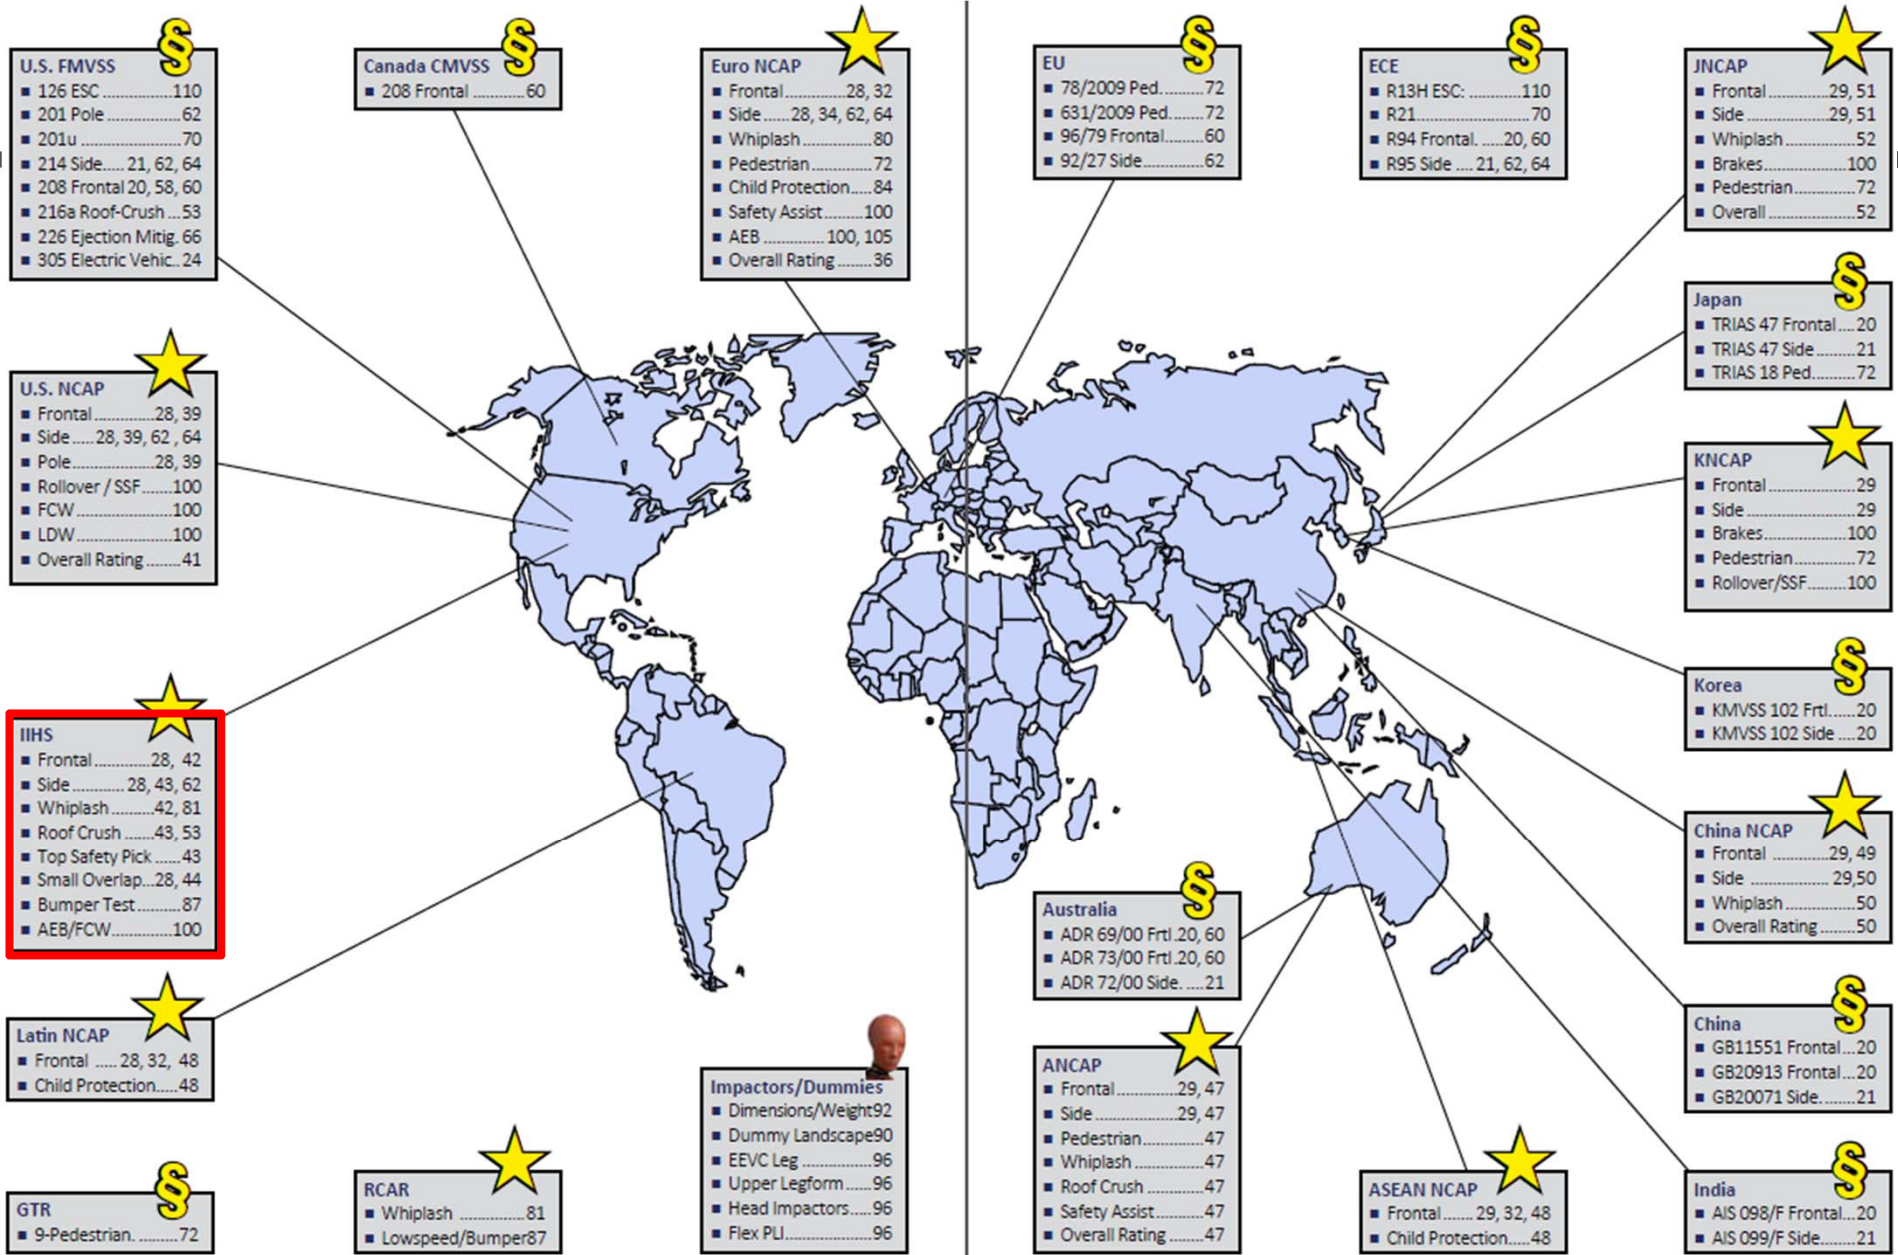 U.S. FMVSS
126 ESC ............... 110
201 Pole ............... 62
201u ............... 70
214 Side..... 21, 62, 64
208 Frontal 20, 58, 60
216a Roof-Crush ... 53
226 Ejection Mitig. 66
305 Electric Vehic.. 24
U.S. NCAP
Frontal ............... 28, 39
Side ..... 28, 39, 62 , 64
Pole ............... 28, 39
Rollover / SSF ....... 100
FCW ............... 100
LDW ............... 100
Overall Rating ........ 41
IIHS
Frontal ............... 28, 42
Side ............ 28, 43, 62
Whiplash ......... 42, 81
Roof Crush ....... 43, 53
Top Safety Pick ...... 43
Small Overlap... 28, 44
Bumper Test .......... 87
AEB/FCW ............ 100
Latin NCAP
Frontal ..... 28, 32, 48
Child Protection..... 48
GTR
9-Pedestrian. ......... 72
Canada CMVSS
208 Frontal ........... 60
RCAR
Whiplash ............. 81
Lowspeed/Bumper87
Euro NCAP
Frontal ............... 28, 32
Side ..... 28, 34, 62, 64
Whiplash ............... 80
Pedestrian ............ 72
Child Protection..... 84
Safety Assist ......... 100
AEB ............ 100, 105
Overall Rating ........ 36
Impactors/Dummies
Dimensions/Weight92
Dummy Landscape90
EEVC Leg ............... 96
Upper Legform ..... 96
Head Impactors.... 96
Flex PLI ............... 96
EU
78/2009 Ped. ......... 72
631/2009 Ped. ....... 72
96/79 Frontal......... 60
92/27 Side ............ 62
ECE
R13H ESC: ............ 110
R21 ............... 70
R94 Frontal. .... 20, 60
R95 Side .... 21, 62, 64
Australia
ADR 69/00 Frtl .20, 60
ADR 73/00 Frtl .20, 60
ADR 72/00 Side. .... 21
ANCAP
Frontal ............... 29, 47
Side ............... 29, 47
Pedestrian ............ 47
Whiplash ............... 47
Roof Crush ............ 47
Safety Assist .......... 47
Overall Rating ........ 47
ASEAN NCAP
Frontal ...... 29, 32, 48
Child Protection..... 48
JNCAP
Frontal ............ 29, 51
Side ............... 29, 51
Whiplash ............... 52
Brakes ............... 100
Pedestrian ............ 72
Overall ............... 52
Japan
TRIAS 47 Frontal .... 20
TRIAS 47 Side ........ 21
TRIAS 18 Ped. ......... 72
KNCAP
Frontal ............... 29
Side ............... 29
Brakes ............... 100
Pedestrian ............ 72
Rollover/SSF......... 100
Korea
KMVSS 102 Frtl...... 20
KMVSS 102 Side .... 20
China NCAP
Frontal ............ 29, 49
Side ............... 29,50
Whiplash ............... 50
Overall Rating ........ 50
China
GB11551 Frontal... 20
GB20913 Frontal... 20
GB20071 Side. ....... 21
India
AIS 098/F Frontal... 20
AIS 099/F Side....... 21